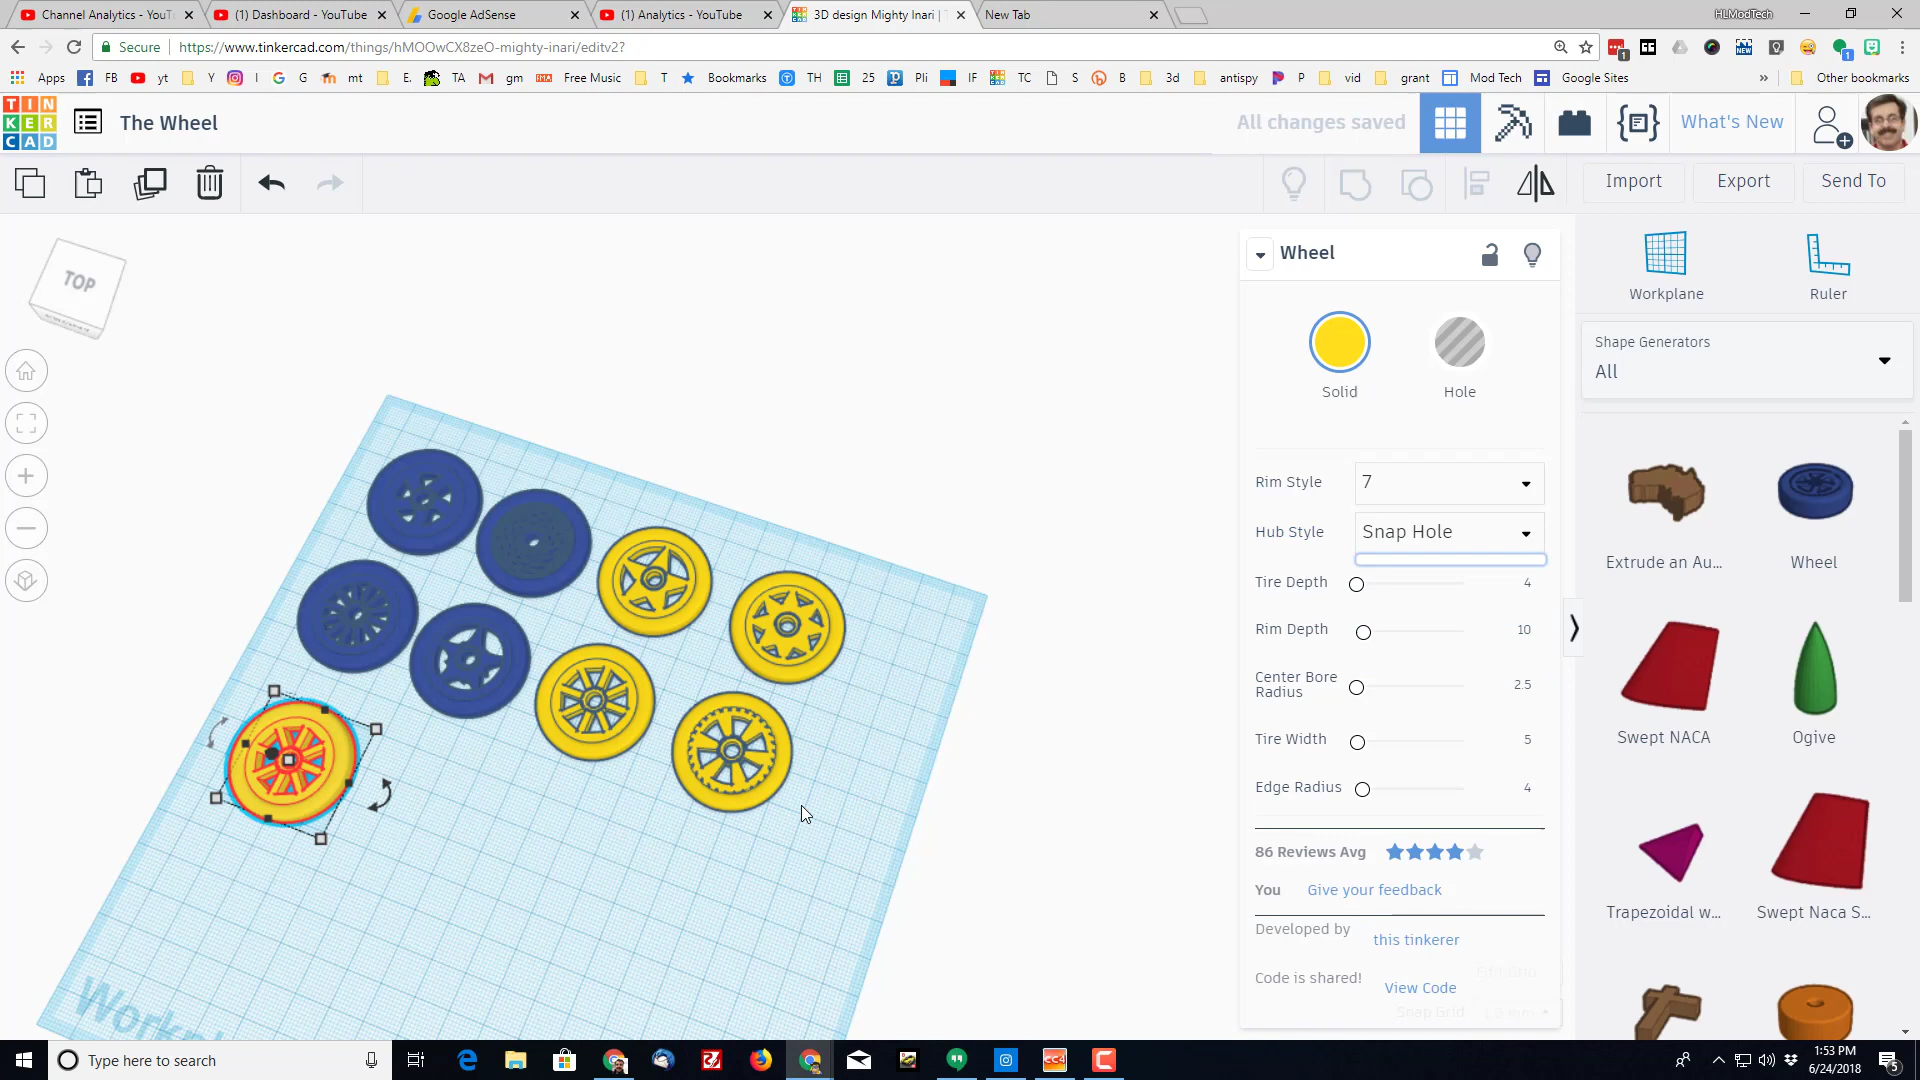 Channel Analytics - YouT
(1) Dashboard - YouTube
Google AdSense
(1) Analytics - YouTube
3D design Mighty Inari |
New Tab
HLModTech
Secure
https://www.tinkercad.com/things/hMOOwCX8zeO-mighty-inari/editv2?
Apps
FB
yt
Y
I
G
mt
E.
TA
gm
Free Music
T
Bookmarks
TH
25
Pli
IF
TC
S
B
3d
antispy
P
vid
grant
Mod Tech
Google Sites
Other bookmarks
TIN
KER
CAD
The Wheel
All changes saved
What's New
Import
Export
Send To
TOP
Wheel
Solid
Hole
Rim Style
7
Hub Style
Snap Hole
Tire Depth
4
Rim Depth
10
Center Bore
Radius
2.5
Tire Width
5
Edge Radius
4
86 Reviews Avg
You
Give your feedback
Developed by
this tinkerer
Code is shared!
View Code
Edit Grid
Snap Grid
Workplane
Ruler
Shape Generators
All
Extrude an Au...
Wheel
Swept NACA
Ogive
Trapezoidal w...
Swept Naca S...
Type here to search
1:53 PM
6/24/2018
5